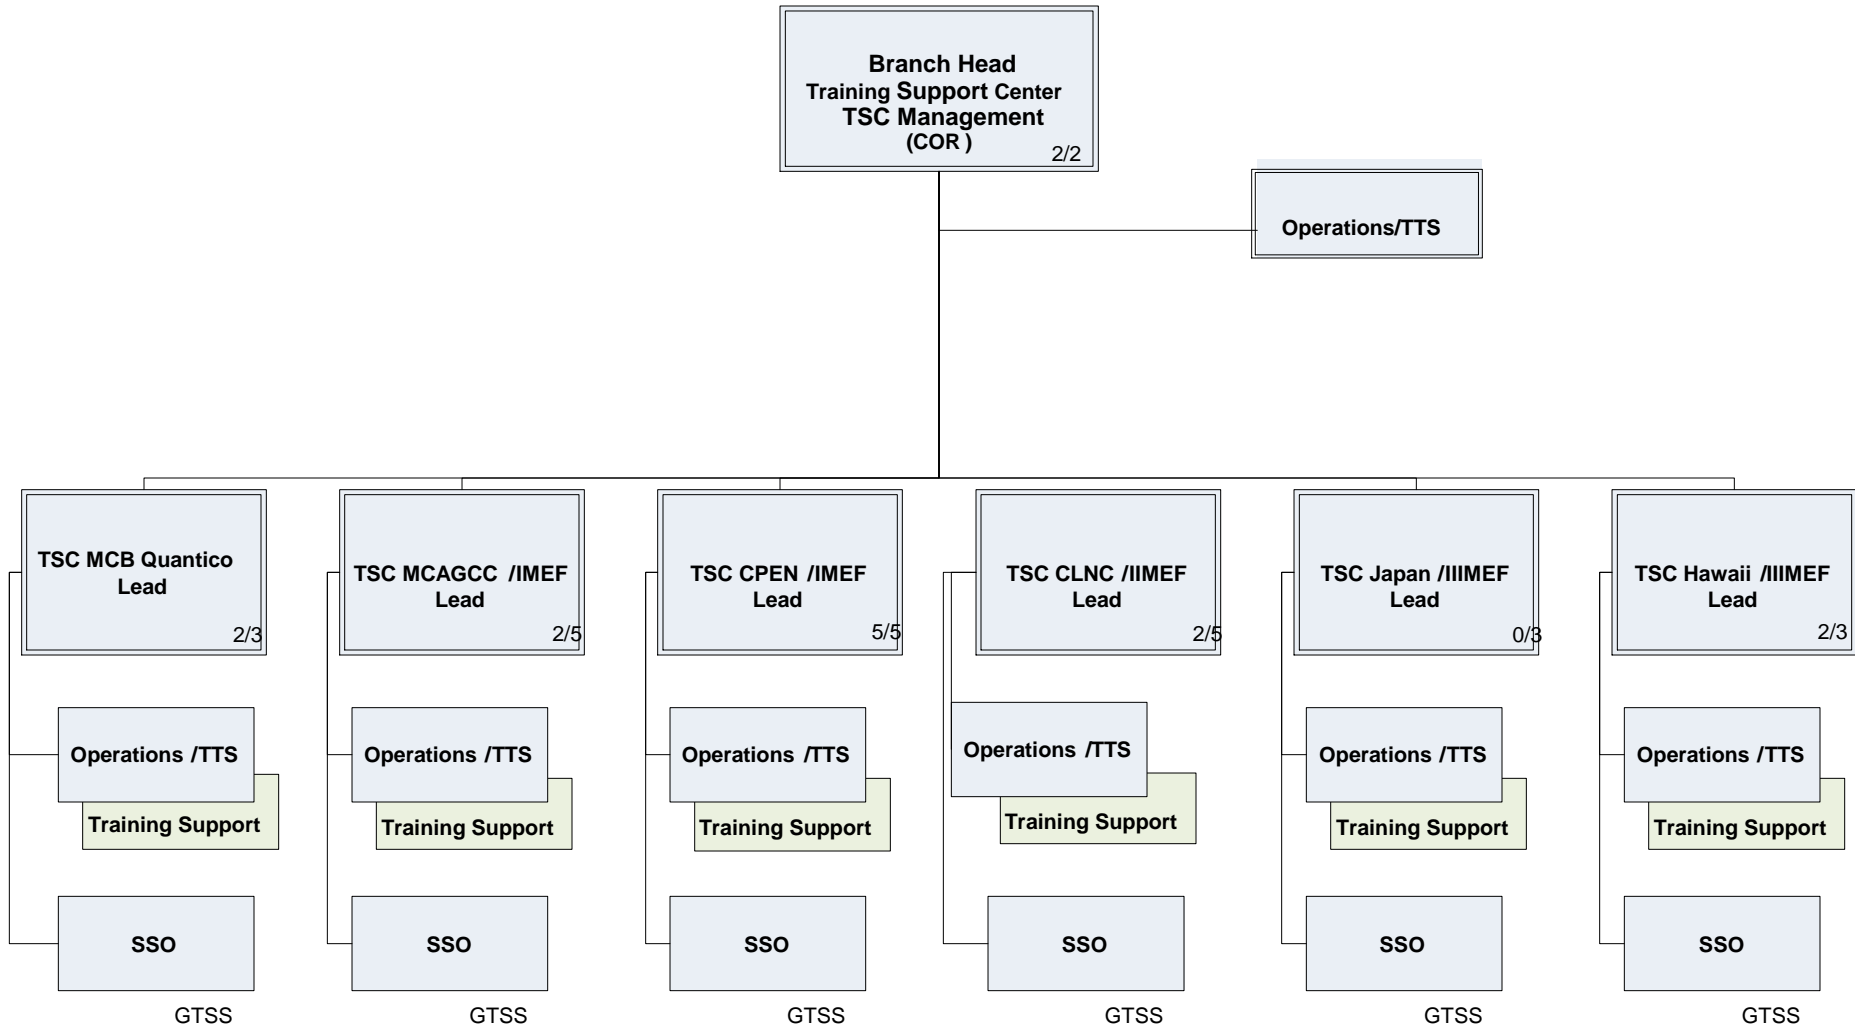 Branch Head
Training Support Center
TSC Management
(COR )
2/2
Operations/TTS
TSC MCB Quantico
Lead
2/3
TSC MCAGCC /IMEF
Lead
2/5
TSC CPEN /IMEF
Lead
5/5
TSC CLNC /IIMEF
Lead
2/5
TSC Japan /IIIMEF
Lead
0/3
TSC Hawaii /IIIMEF
Lead
2/3
Operations /TTS
Operations /TTS
Operations /TTS
Operations /TTS
Operations /TTS
Operations /TTS
Training Support
Training Support
Training Support
Training Support
Training Support
Training Support
SSO
SSO
SSO
SSO
SSO
SSO
GTSS
GTSS
GTSS
GTSS
GTSS
GTSS